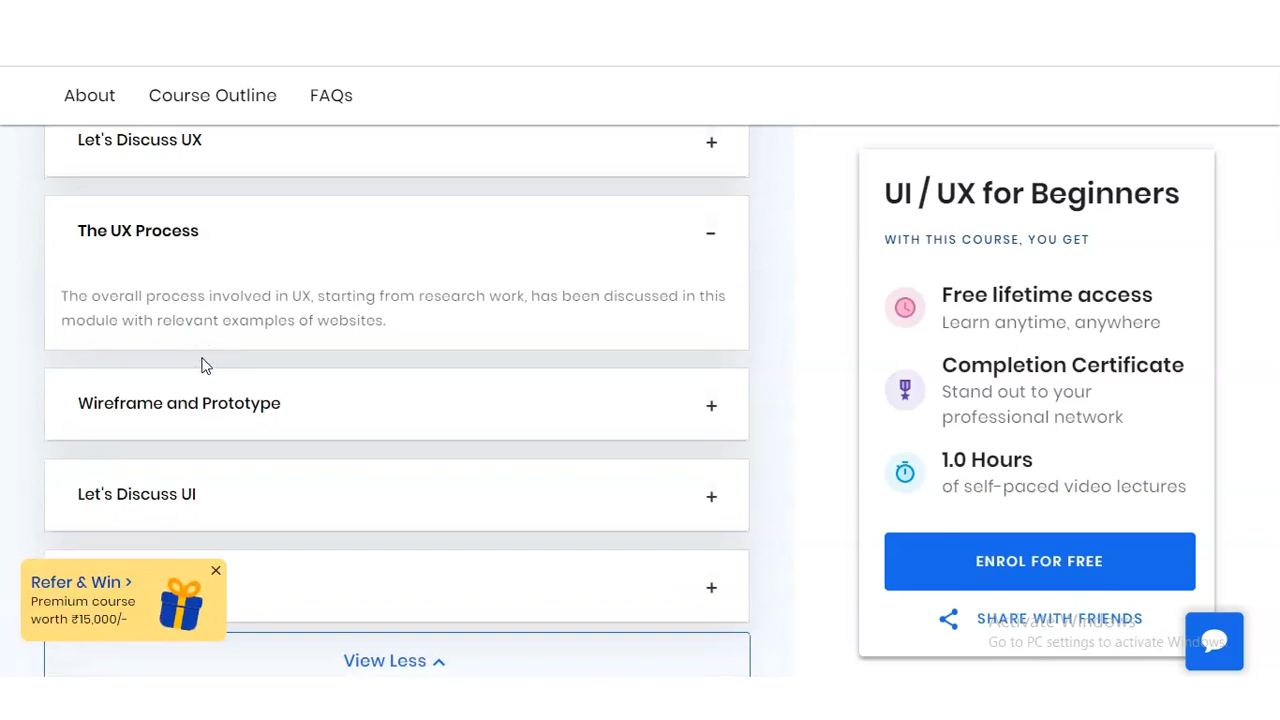 About
Course Outline
FAQs
Let's Discuss UX
+
The UX Process
−
The overall process involved in UX, starting from research work, has been discussed in this
module with relevant examples of websites.
Wireframe and Prototype
+
Let's Discuss UI
+
+
View Less
Refer & Win >
Premium course
worth ₹15,000/-
UI / UX for Beginners
WITH THIS COURSE, YOU GET
Free lifetime access
Learn anytime, anywhere
Completion Certificate
Stand out to your
professional network
1.0 Hours
of self-paced video lectures
ENROL FOR FREE
SHARE WITH FRIENDS
Activate Windows
Go to PC settings to activate Windows.